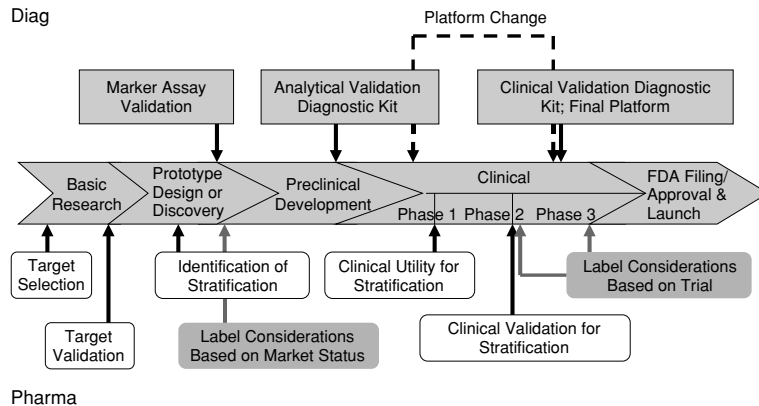 Diag
Platform Change
Marker Assay
Validation
Analytical Validation
Diagnostic Kit
Clinical Validation Diagnostic
Kit; Final Platform
Basic
Research
Prototype
Design or
Discovery
Preclinical
Development
Clinical
Phase 1
Phase 2
Phase 3
FDA Filing/
Approval &
Launch
Target
Selection
Identification of
Stratification
Clinical Utility for
Stratification
Label Considerations
Based on Trial
Target
Validation
Label Considerations
Based on Market Status
Clinical Validation for
Stratification
Pharma